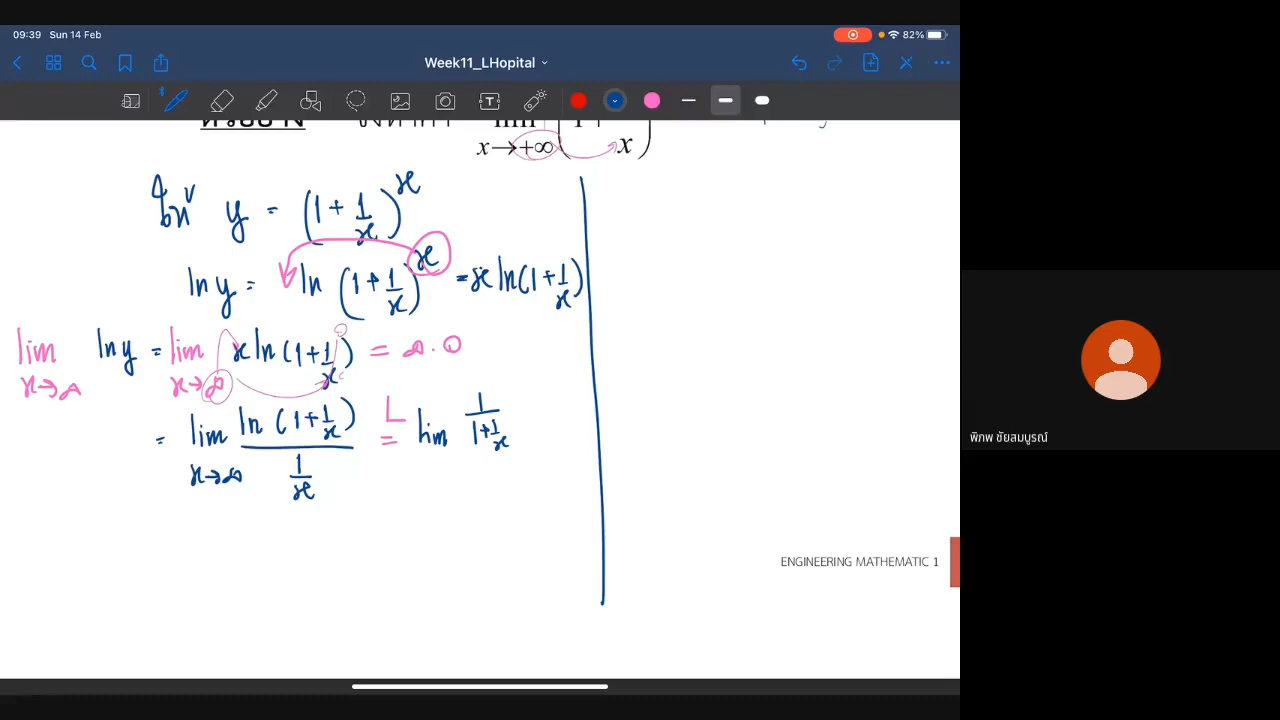 09:39 Sun 14 Feb
82%
Week11_LHopital
x→+∞ x
ให้ y = (1 + 1/x)^x
ln y = ln (1 + 1/x)^x = x ln(1 + 1/x)
lim x→∞ ln y = lim x→∞ x ln (1 + 1/x) = ∞ · 0
= lim x→∞ ln (1 + 1/x) / (1/x) L= lim 1/(1 + 1/x)
พิภพ ชัยสมบูรณ์
ENGINEERING MATHEMATIC 1